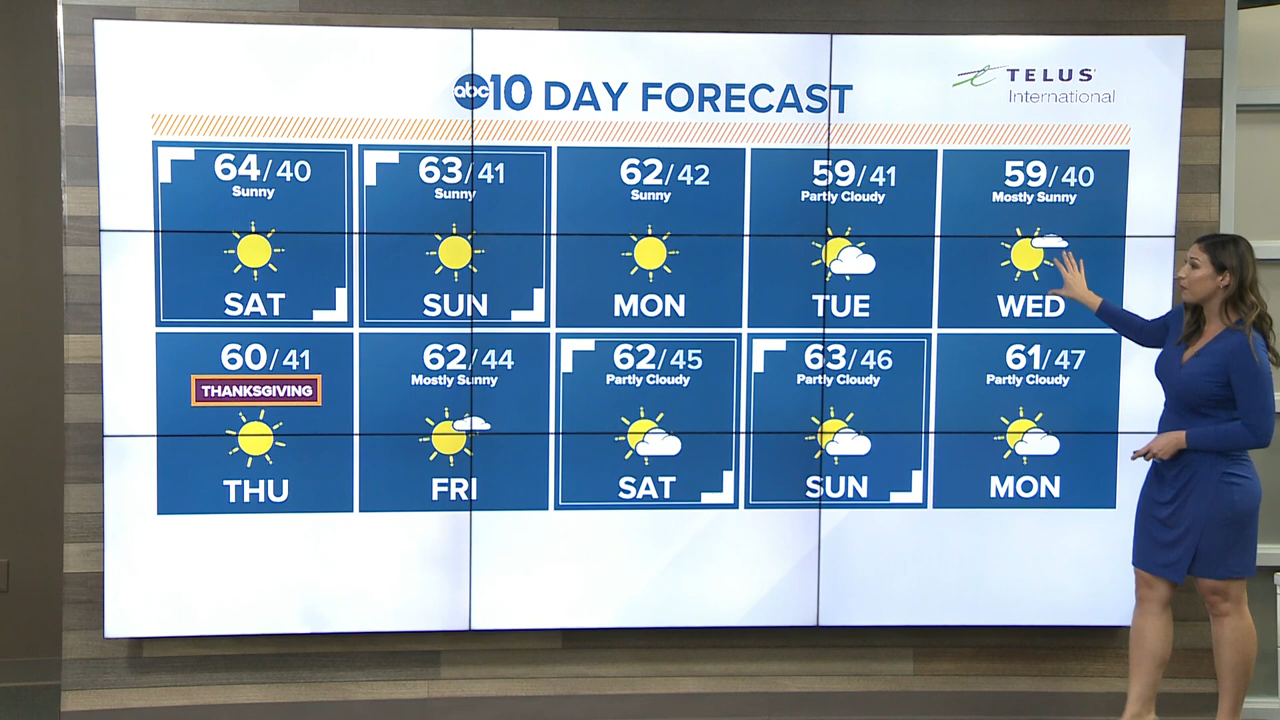 abc10 DAY FORECAST
TELUS®
International
64/40
Sunny
SAT
63/41
Sunny
SUN
62/42
Sunny
MON
59/41
Partly Cloudy
TUE
59/40
Mostly Sunny
WED
60/41
THANKSGIVING
THU
62/44
Mostly Sunny
FRI
62/45
Partly Cloudy
SAT
63/46
Partly Cloudy
SUN
61/47
Partly Cloudy
MON